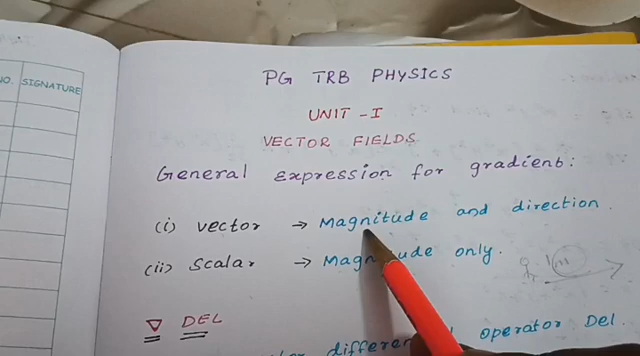 NO. SIGNATURE
PG TRB PHYSICS
UNIT - I
VECTOR FIELDS
General Expression for gradient:
(i) vector → Magnitude and direction.
(ii) Scalar → Magnitude only.
∇ DEL
operator Del.